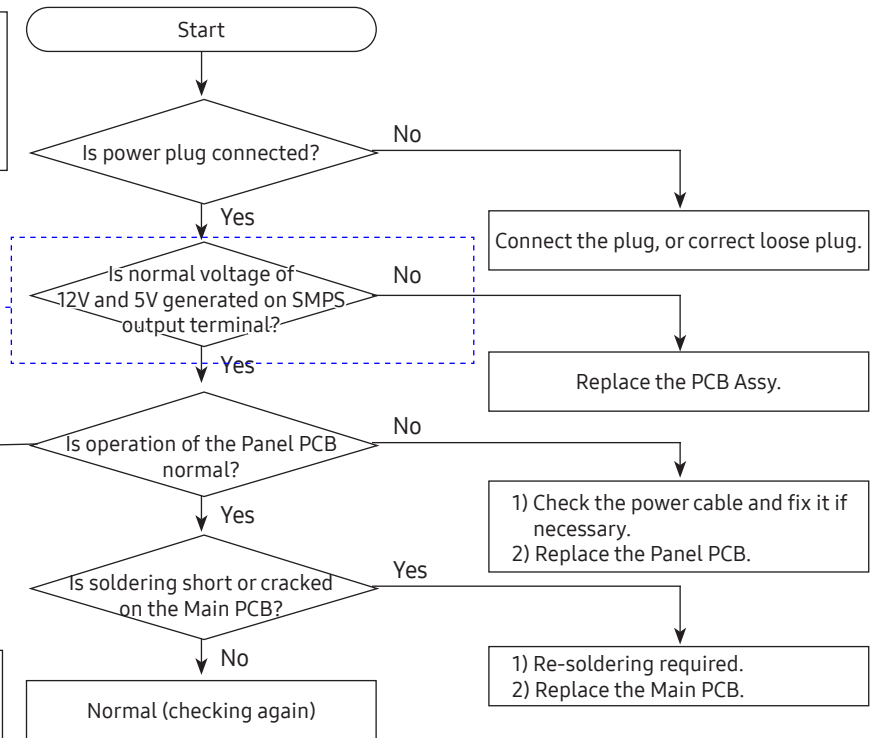 Start
Is power plug connected?
No
Yes
Connect the plug, or correct loose plug.
Is normal voltage of
12V and 5V generated on SMPS
output terminal?
No
Yes
Replace the PCB Assy.
Is operation of the Panel PCB
normal?
No
Yes
1) Check the power cable and fix it if
necessary.
2) Replace the Panel PCB.
Is soldering short or cracked
on the Main PCB?
Yes
No
1) Re-soldering required.
2) Replace the Main PCB.
Normal (checking again)